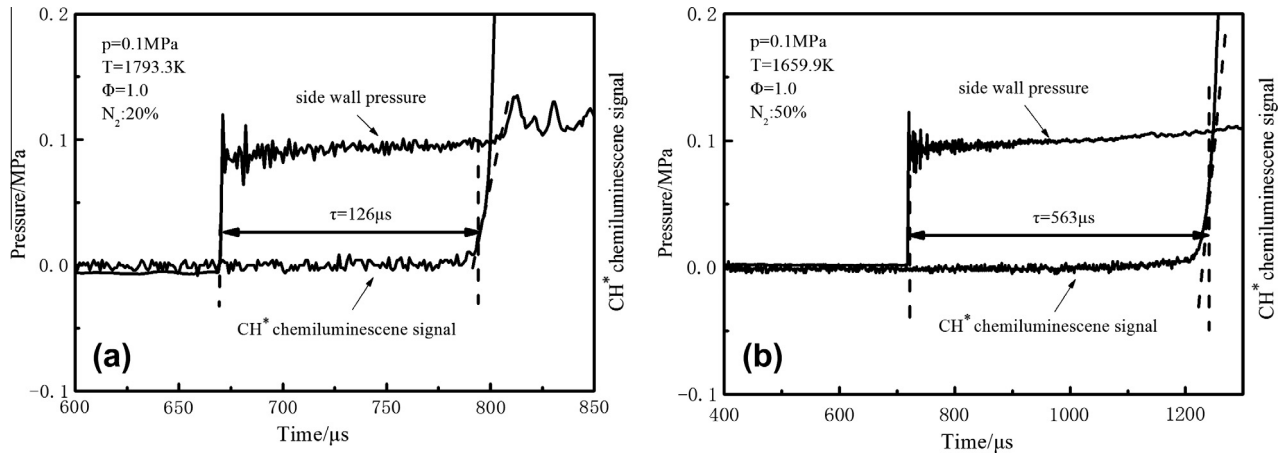 0.2
p=0.1MPa
T=1793.3K
Φ=1.0
N2:20%
side wall pressure
0.1
Pressure/MPa
τ=126μs
0.0
CH* chemiluminescene signal
CH* chemiluminescene signal
(a)
-0.1
600 650 700 750 800 850
Time/μs
0.2
p=0.1MPa
T=1659.9K
Φ=1.0
N2:50%
side wall pressure
0.1
Pressure/MPa
τ=563μs
0.0
CH* chemiluminescene signal
CH* chemiluminescene signal
(b)
-0.1
400 600 800 1000 1200
Time/μs